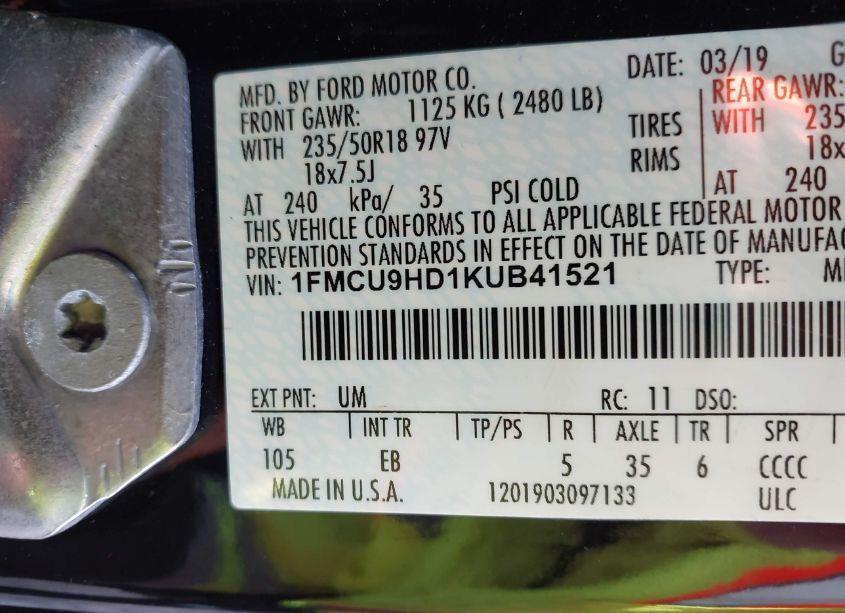 MFD. BY FORD MOTOR CO. DATE: 03/19
FRONT GAWR: 1125 KG ( 2480 LB) REAR GAWR:
WITH 235/50R18 97V TIRES WITH 235
18x7.5J RIMS 18x
AT 240 kPa/ 35 PSI COLD AT 240
THIS VEHICLE CONFORMS TO ALL APPLICABLE FEDERAL MOTOR
PREVENTION STANDARDS IN EFFECT ON THE DATE OF MANUFAC
VIN: 1FMCU9HD1KUB41521 TYPE:
EXT PNT: UM RC: 11 DSO:
WB INT TR TP/PS R AXLE TR SPR
105 EB 5 35 6 CCCC
MADE IN U.S.A. 1201903097133 ULC